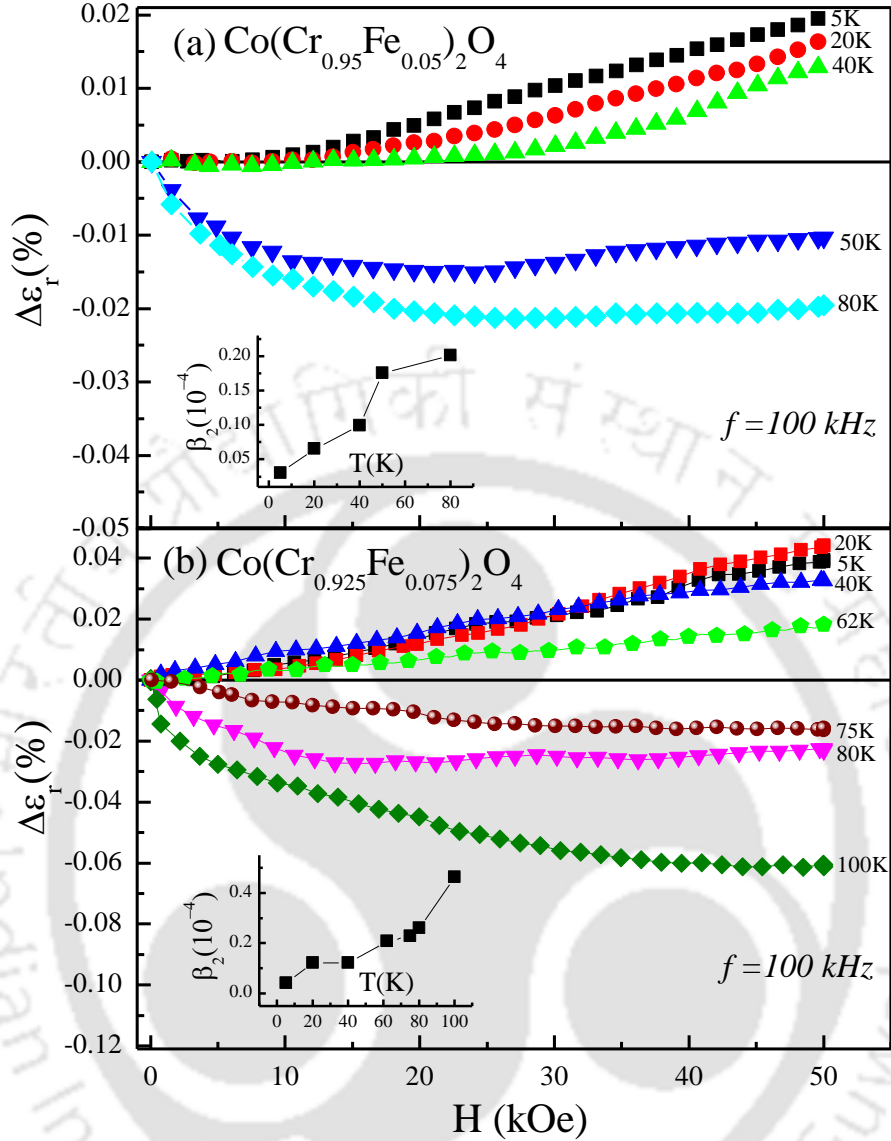 (a) Co(Cr0.95Fe0.05)2O4
0.02
0.01
0.00
-0.01
-0.02
-0.03
-0.04
-0.05
Δεr(%)
5K
20K
40K
50K
80K
f =100 kHz
β2(10−4)
0.20
0.15
0.10
0.05
T(K)
0 20 40 60 80
(b) Co(Cr0.925Fe0.075)2O4
0.04
0.02
0.00
-0.02
-0.04
-0.06
-0.08
-0.10
-0.12
Δεr(%)
20K
5K
40K
62K
75K
80K
100K
f =100 kHz
β2(10−4)
0.4
0.2
0.0
T(K)
0 20 40 60 80 100
0 10 20 30 40 50
H (kOe)